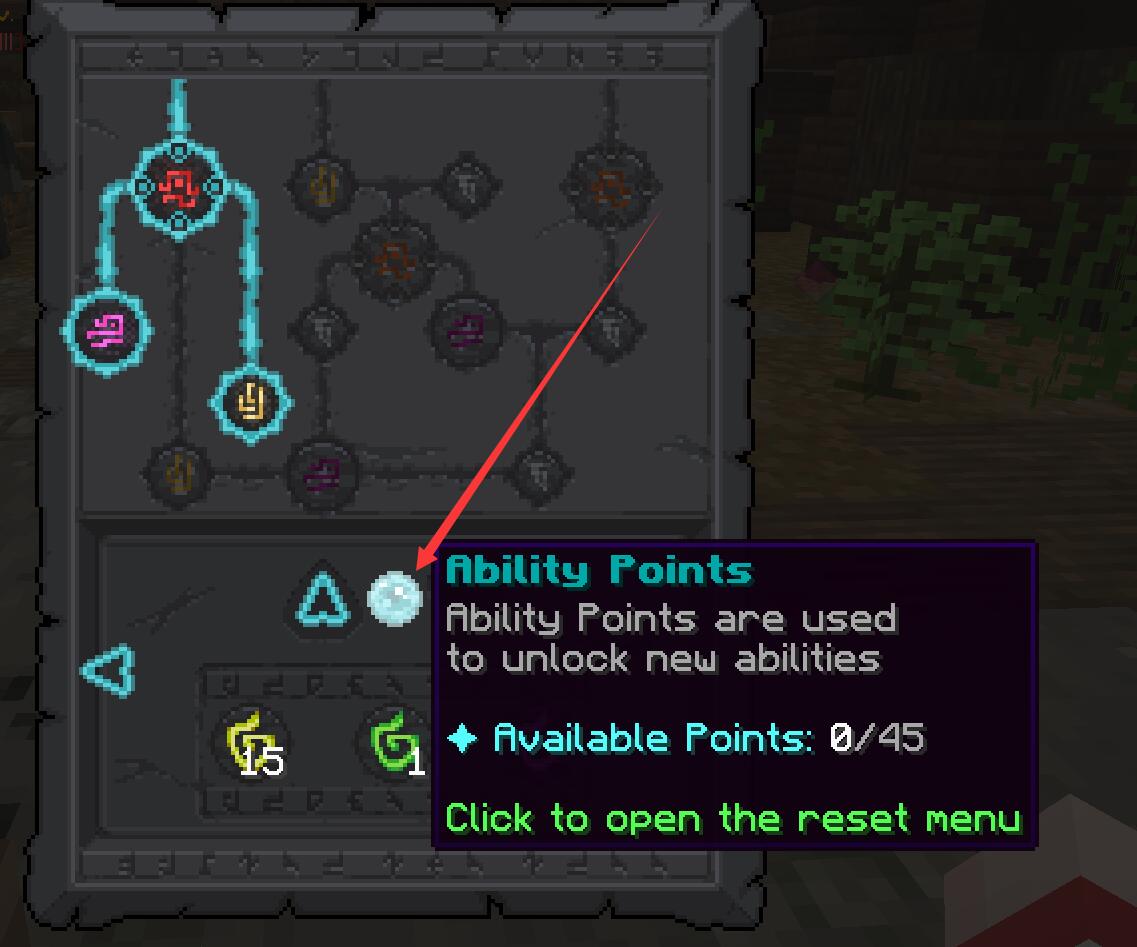 Ability Points
Ability Points are used
to unlock new abilities
✦ Available Points: 0/45
15
1
Click to open the reset menu